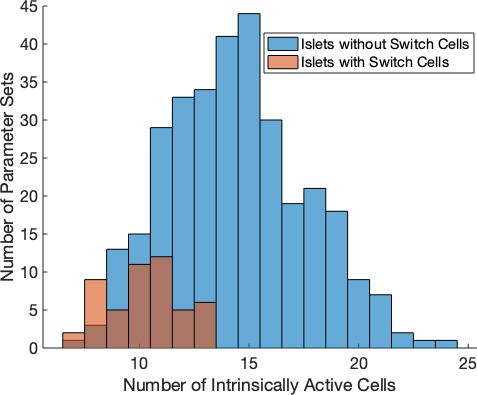 45
40
35
30
25
20
15
10
5
0
Number of Parameter Sets
Islets without Switch Cells
Islets with Switch Cells
10 15 20 25
Number of Intrinsically Active Cells